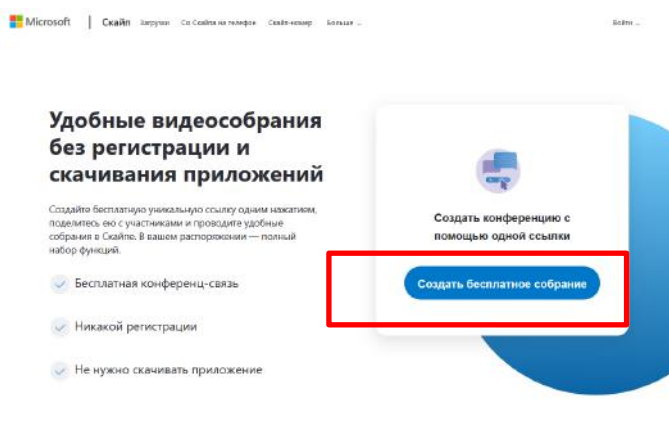 Microsoft | Скайп Загрузки Со Скайпа на телефон Скайп-номер Больше Войти
Удобные видеособрания
без регистрации и
скачивания приложений
Создайте бесплатную уникальную ссылку одним нажатием,
поделитесь ею с участниками и проводите удобные
собрания в Скайпе. В вашем распоряжении — полный
набор функций.
Бесплатная конференц-связь
Никакой регистрации
Не нужно скачивать приложение
Создать конференцию с
помощью одной ссылки
Создать бесплатное собрание